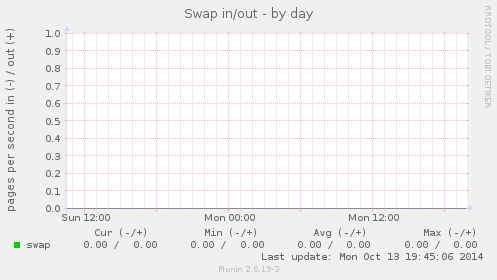 Swap in/out - by day
RRDTOOL / TOBI OETIKER
pages per second in (-) / out (+)
1.0
0.9
0.8
0.7
0.6
0.5
0.4
0.3
0.2
0.1
0.0
Sun 12:00 Mon 00:00 Mon 12:00
Cur (-/+) Min (-/+) Avg (-/+) Max (-/+)
swap 0.00 / 0.00 0.00 / 0.00 0.00 / 0.00 0.00 / 0.00
Last update: Mon Oct 13 19:45:06 2014
Munin 2.0.19-3